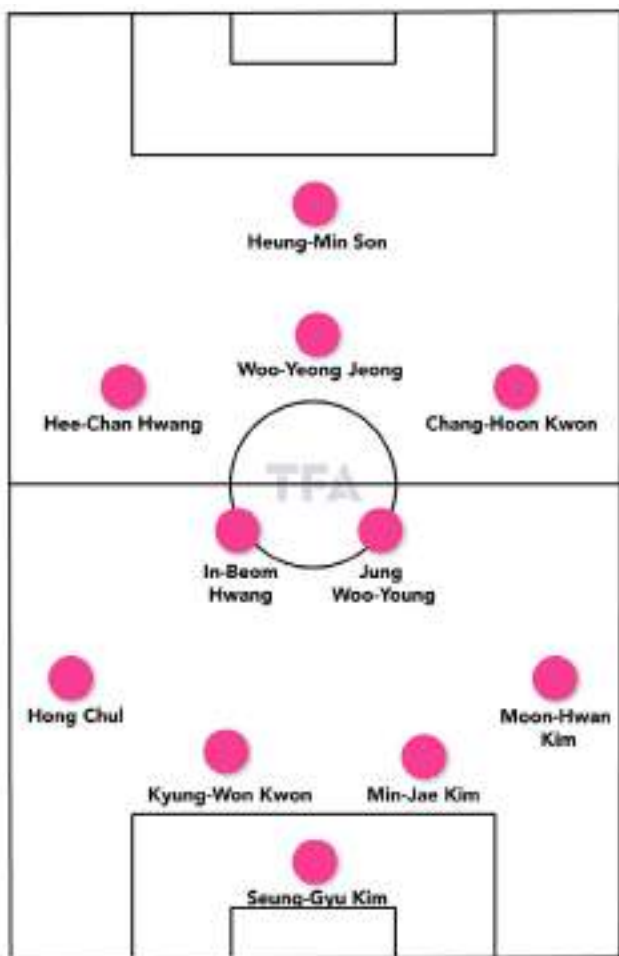 Heung-Min Son
Woo-Yeong Jeong
Hee-Chan Hwang
Chang-Hoon Kwon
TFA
In-Beom
Hwang
Jung
Woo-Young
Hong Chul
Moon-Hwan
Kim
Kyung-Won Kwon
Min-Jae Kim
Seung-Gyu Kim